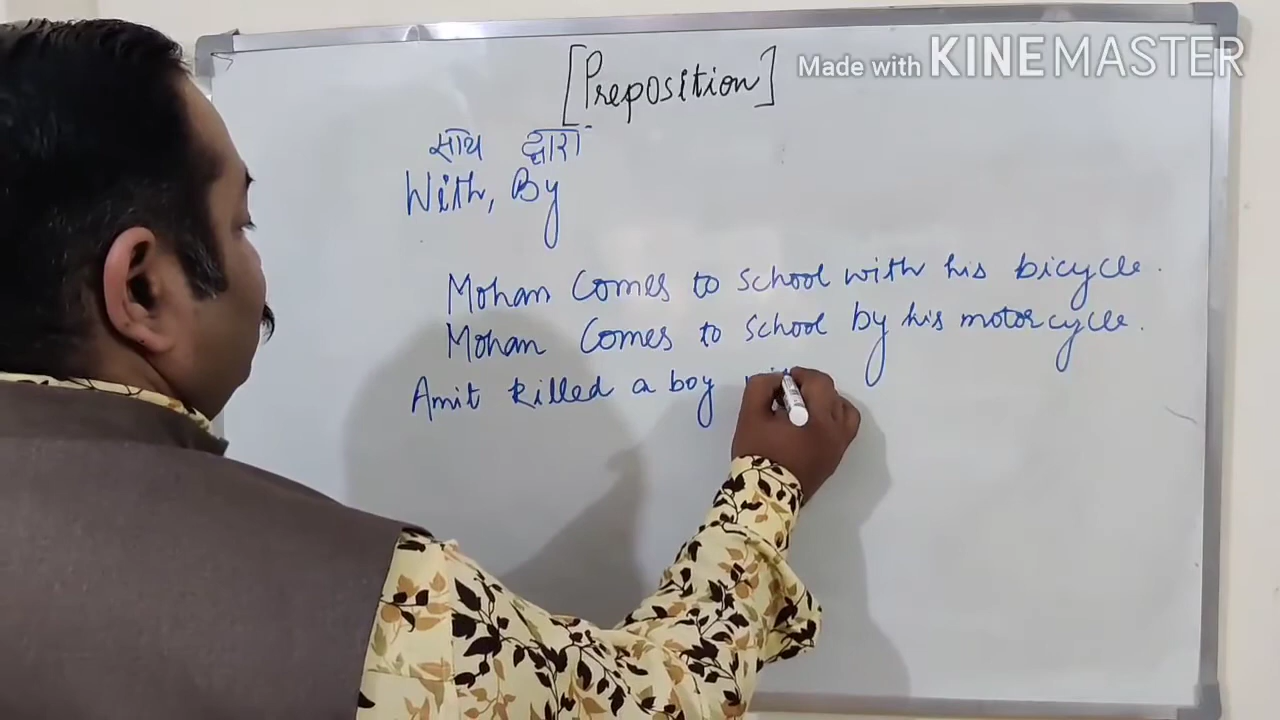 [Preposition]
Made with KINEMASTER
साथ द्वारा
With, By
Mohan Comes to School with his bicycle.
Mohan Comes to School by his motorcycle.
Amit killed a boy